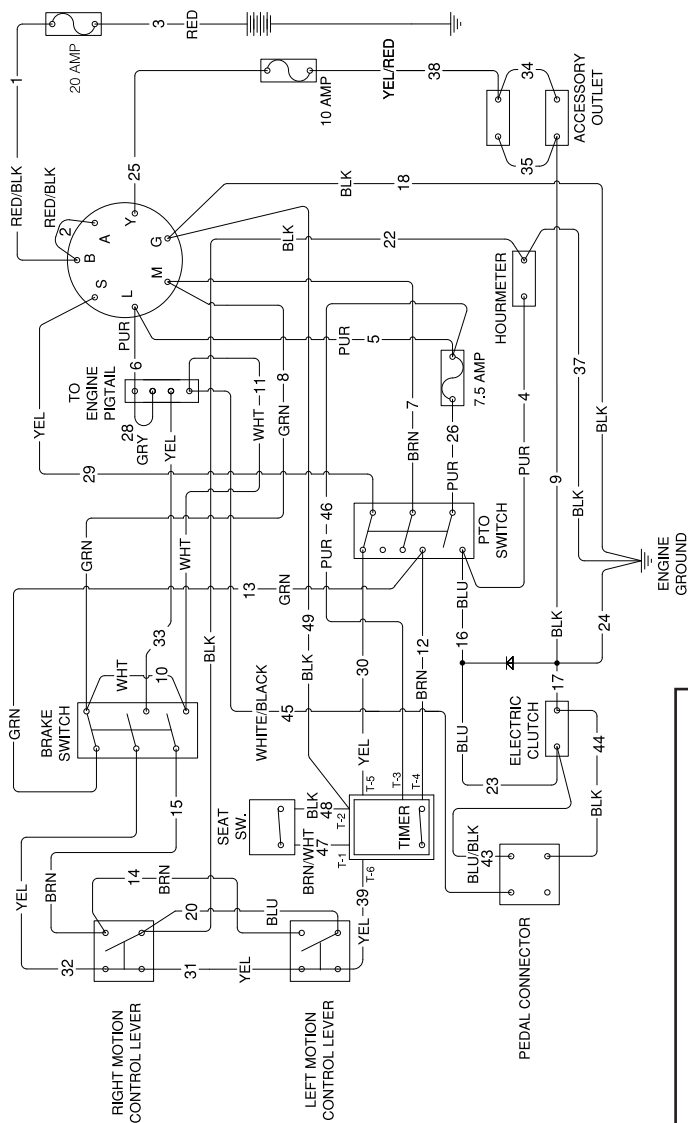 1
RED/BLK
20 AMP
3
RED
RED/BLK
2
B
A
S
Y
L
G
M
25
10 AMP
YEL/RED
38
34
35
ACCESSORY
OUTLET
BLK
18
BLK
22
HOURMETER
PUR
6
TO
ENGINE
PIGTAIL
28
GRY
YEL
WHT
11
GRN
8
PUR
5
7.5 AMP
BRN
7
PUR
26
PUR
4
37
BLK
BLK
9
YEL
29
GRN
WHT
33
13
GRN
PUR
46
PTO
SWITCH
ENGINE
GROUND
GRN
BRAKE
SWITCH
WHT
10
BLK
WHITE/BLACK
45
BLK
49
YEL
30
BRN
12
BLU
16
BLK
24
17
15
SEAT
SW.
BRN/WHT
47
BLK
48
T-1
T-2
T-5
T-3
T-4
T-6
TIMER
BLU
23
ELECTRIC
CLUTCH
44
BLK
BLU/BLK
43
YEL
BRN
14
BRN
20
BLU
32
31
YEL
YEL
39
RIGHT MOTION
CONTROL LEVER
LEFT MOTION
CONTROL LEVER
PEDAL CONNECTOR